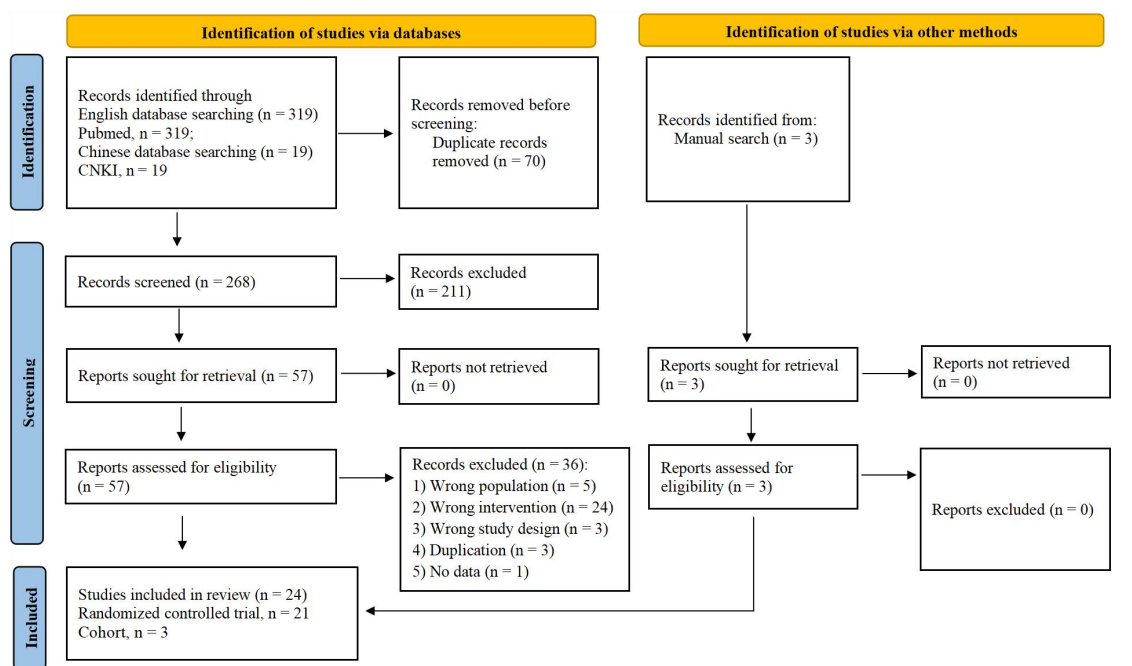 Identification of studies via databases
Identification of studies via other methods
Identification
Records identified through
English database searching (n = 319)
Pubmed, n = 319;
Chinese database searching (n = 19)
CNKI, n = 19
Records removed before
screening:
Duplicate records
removed (n = 70)
Records identified from:
Manual search (n = 3)
Screening
Records screened (n = 268)
Records excluded
(n = 211)
Reports sought for retrieval (n = 57)
Reports not retrieved
(n = 0)
Reports sought for retrieval
(n = 3)
Reports not retrieved
(n = 0)
Reports assessed for eligibility
(n = 57)
Records excluded (n = 36):
1) Wrong population (n = 5)
2) Wrong intervention (n = 24)
3) Wrong study design (n = 3)
4) Duplication (n = 3)
5) No data (n = 1)
Reports assessed for
eligibility (n = 3)
Reports excluded (n = 0)
Included
Studies included in review (n = 24)
Randomized controlled trial, n = 21
Cohort, n = 3